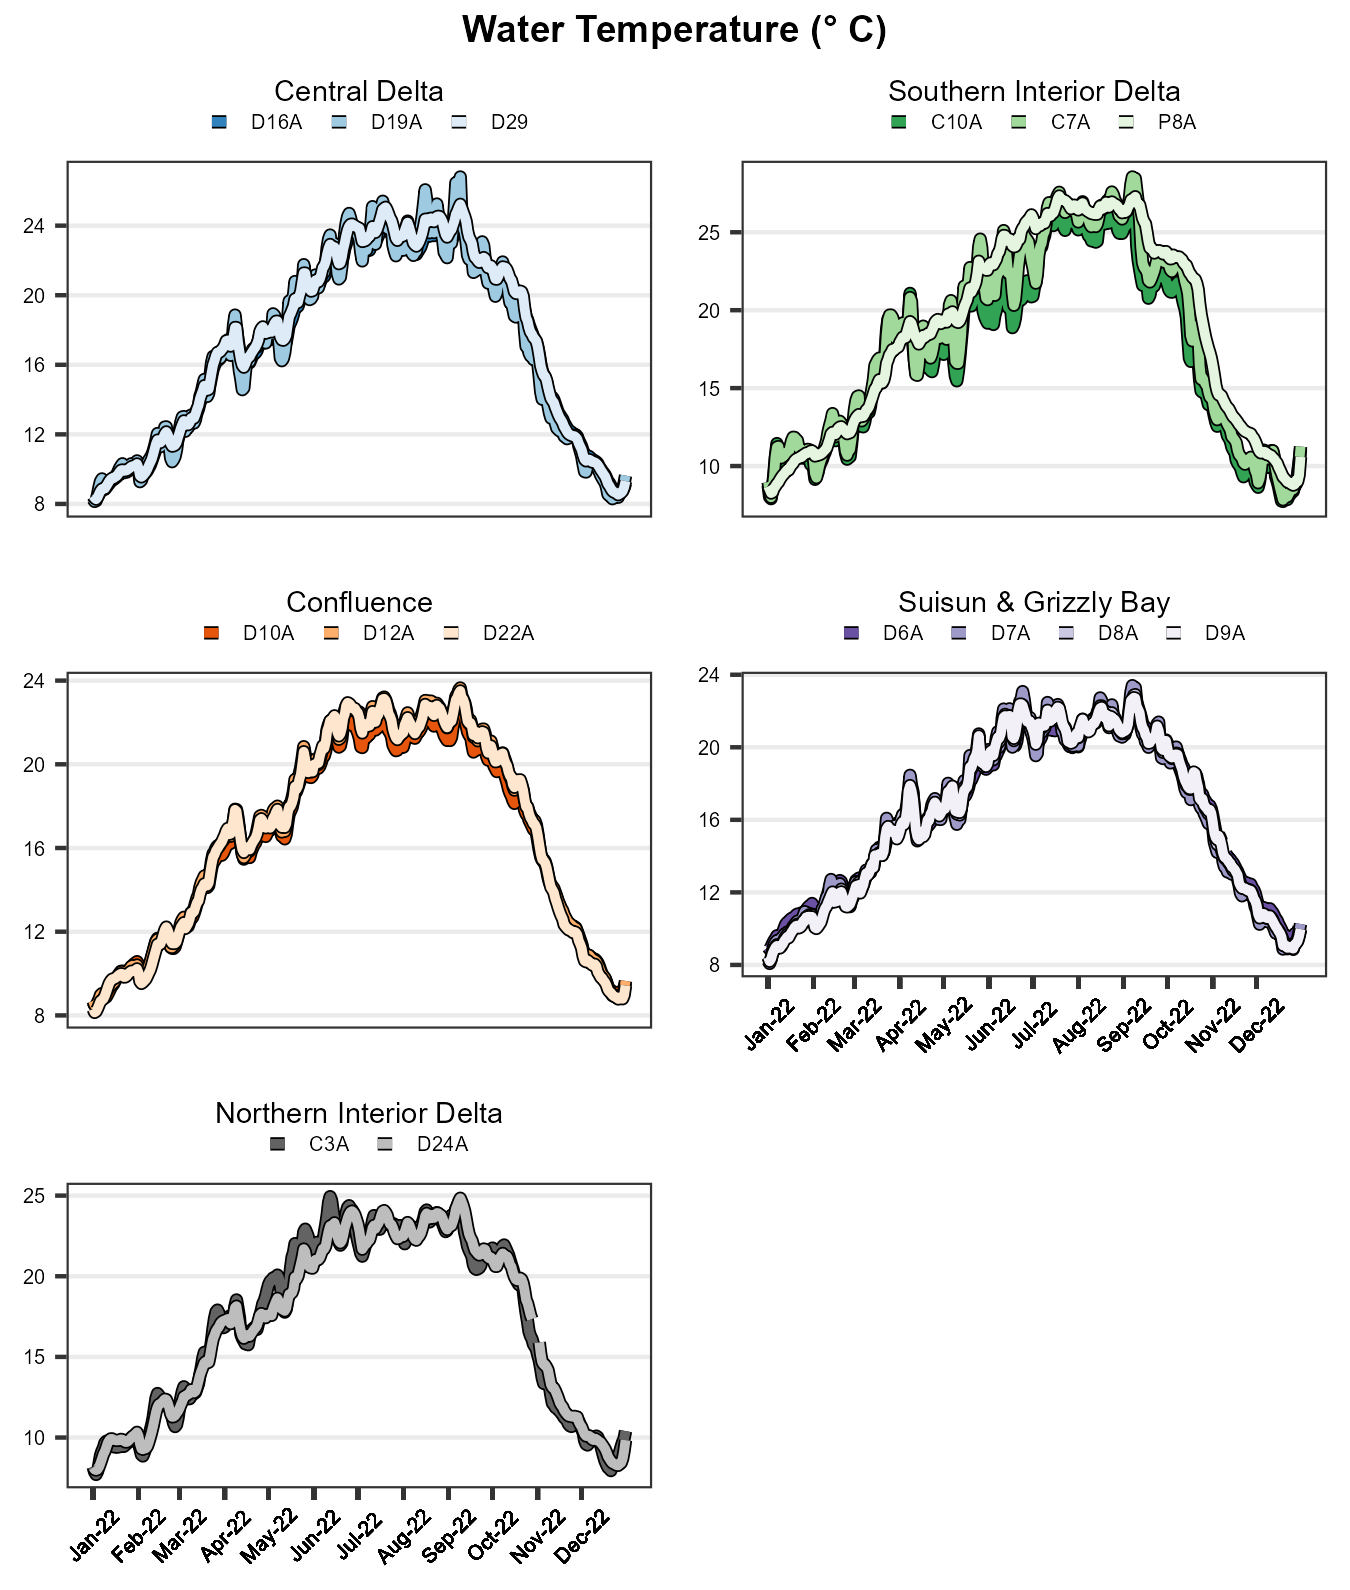 Water Temperature (° C)
Central Delta
D16A D19A D29
24
20
16
12
8
Southern Interior Delta
C10A C7A P8A
25
20
15
10
Confluence
D10A D12A D22A
24
20
16
12
8
Suisun & Grizzly Bay
D6A D7A D8A D9A
24
20
16
12
8
Jan-22 Feb-22 Mar-22 Apr-22 May-22 Jun-22 Jul-22 Aug-22 Sep-22 Oct-22 Nov-22 Dec-22
Northern Interior Delta
C3A D24A
25
20
15
10
Jan-22 Feb-22 Mar-22 Apr-22 May-22 Jun-22 Jul-22 Aug-22 Sep-22 Oct-22 Nov-22 Dec-22